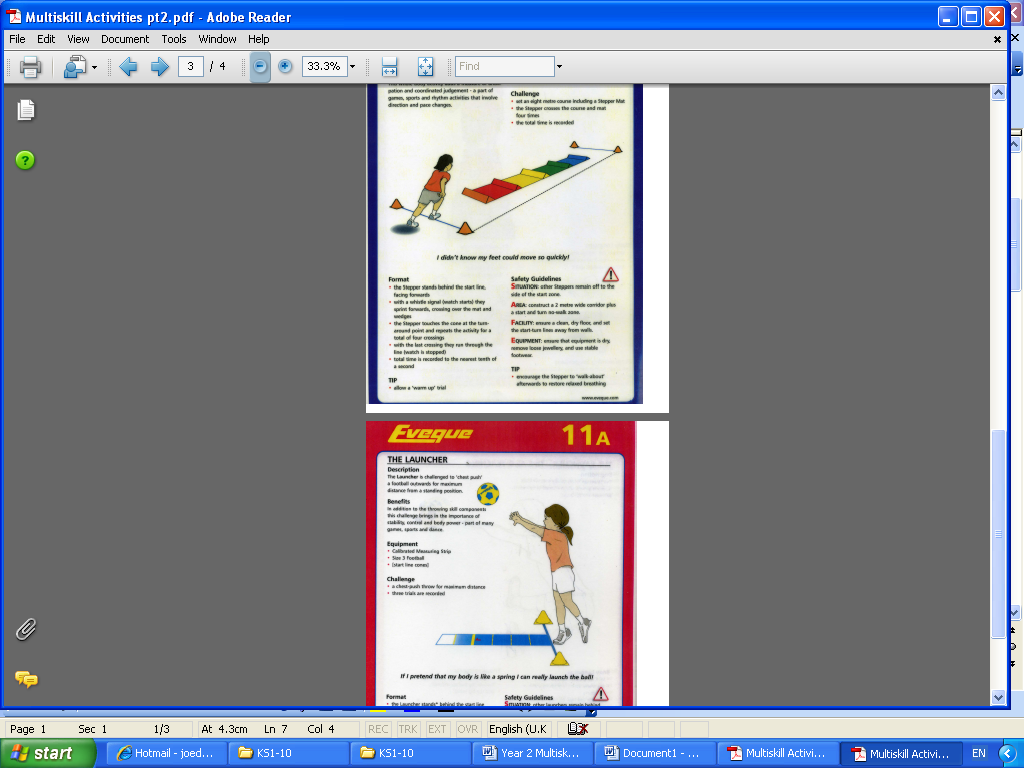 Multiskill Activities pt2.pdf - Adobe Reader
File Edit View Document Tools Window Help
3 / 4 33.3% Find
pation and coordinated judgement - a part of
games, sports and rhythm activities that involve
direction and pace changes.
Challenge
• set an eight metre course including a Stepper Mat
• the Stepper crosses the course and mat
four times
• the total time is recorded
I didn't know my feet could move so quickly!
Format
• the Stepper stands behind the start line,
facing forwards
• with a whistle signal (watch starts) they
sprint forwards, crossing over the mat and
wedges
• the Stepper touches the cone at the turn-
around point and repeats the activity for a
total of four crossings
• with the last crossing they run through the
line (watch is stopped)
• total time is recorded to the nearest tenth of
a second
TIP
• allow a 'warm up' trial
Safety Guidelines
SITUATION: other Steppers remain off to the
side of the start zone.
AREA: construct a 2 metre wide corridor plus
a start and turn no-walk zone.
FACILITY: ensure a clean, dry floor, and set
the start-turn lines away from walls.
EQUIPMENT: ensure that equipment is dry,
remove loose jewellery, and use stable
footwear.
TIP
• encourage the Stepper to 'walk-about'
afterwards to restore relaxed breathing
www.eveque.com
Eveque 11A
THE LAUNCHER
Description
The Launcher is challenged to 'chest push'
a football outwards for maximum
distance from a standing position.
Benefits
In addition to the throwing skill components
this challenge brings in the importance of
stability, control and body power - part of many
games, sports and dance.
Equipment
• Calibrated Measuring Strip
• Size 3 Football
• [start line cones]
Challenge
• a chest-push throw for maximum distance
• three trials are recorded
If I pretend that my body is like a spring I can really launch the ball!
Format
• the Launcher stands* behind the start line
Safety Guidelines
SITUATION: other launchers remain behind
Page 1 Sec 1 1/3 At 4.3cm Ln 7 Col 4 REC TRK EXT OVR English (U.K
start Hotmail - joed... KS1-10 KS1-10 Year 2 Multisk... Document1 - ... Multiskill Activi... Multiskill Activi... EN